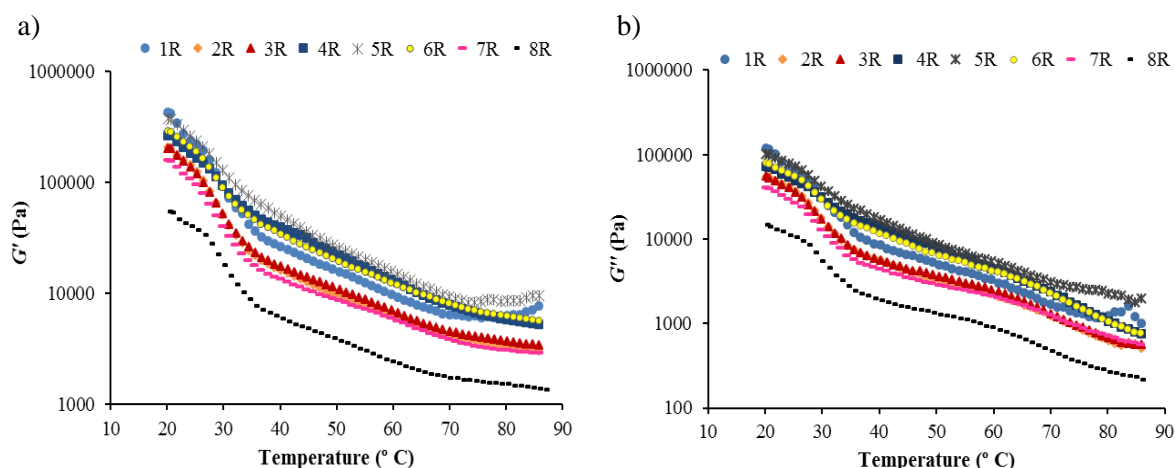 a)
1R 2R 3R 4R 5R 6R 7R 8R
1000000
100000
10000
1000
G' (Pa)
10 20 30 40 50 60 70 80 90
Temperature (º C)
b)
1R 2R 3R 4R 5R 6R 7R 8R
1000000
100000
10000
1000
100
G'' (Pa)
10 20 30 40 50 60 70 80 90
Temperature (º C)